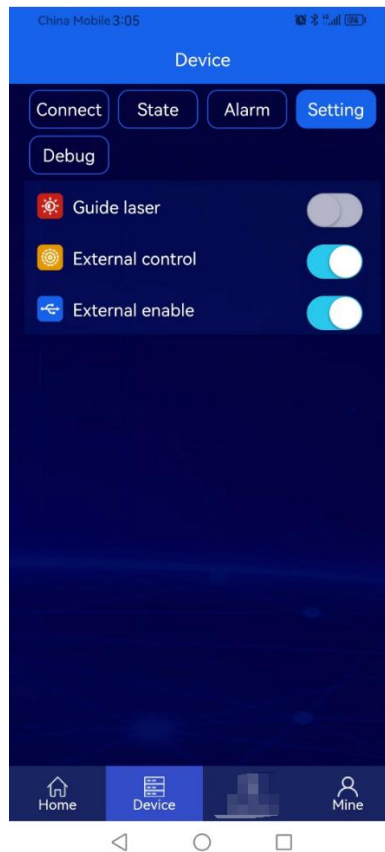 China Mobile 3:05
Device
Connect State Alarm Setting
Debug
Guide laser
External control
External enable
Home Device Mine